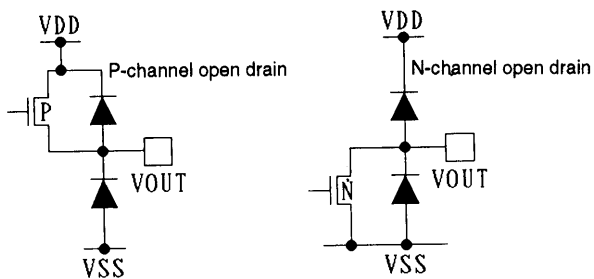 VDD
P-channel open drain
P
VOUT
VSS
VDD
N-channel open drain
N
VOUT
VSS